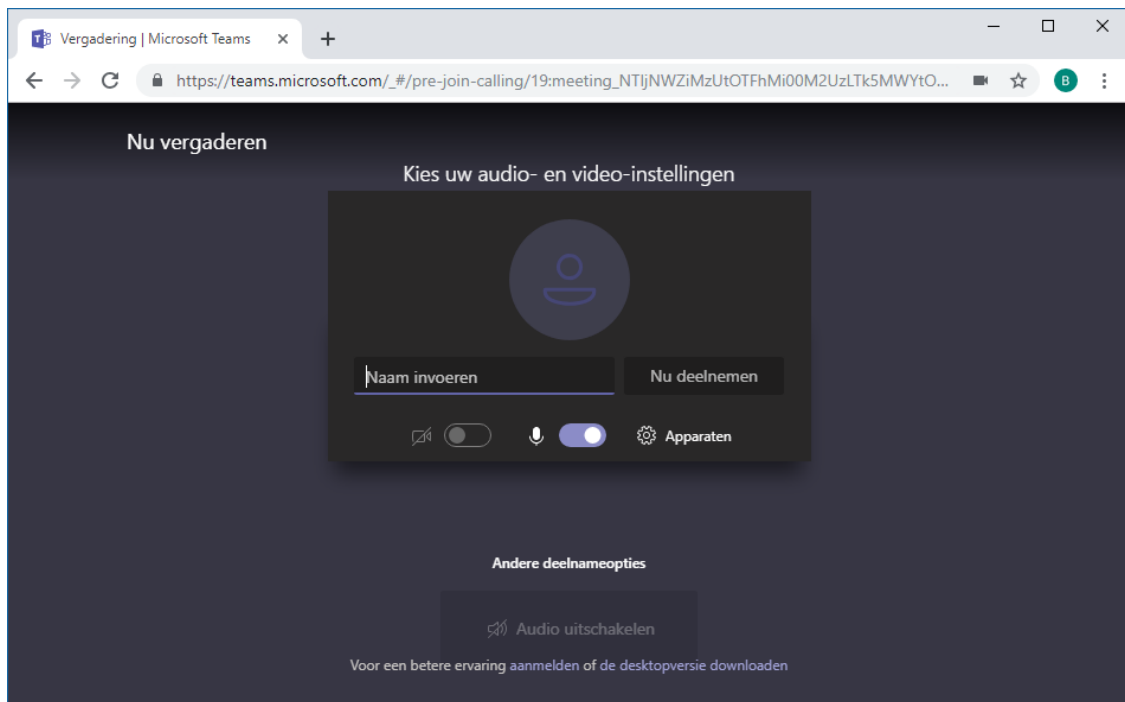 Vergadering | Microsoft Teams
https://teams.microsoft.com/_#/pre-join-calling/19:meeting_NTIjNWZiMzUtOTFhMi00M2UzLTk5MWYtO...
B
Nu vergaderen
Kies uw audio- en video-instellingen
Naam invoeren
Nu deelnemen
Apparaten
Andere deelnameopties
Audio uitschakelen
Voor een betere ervaring aanmelden of de desktopversie downloaden